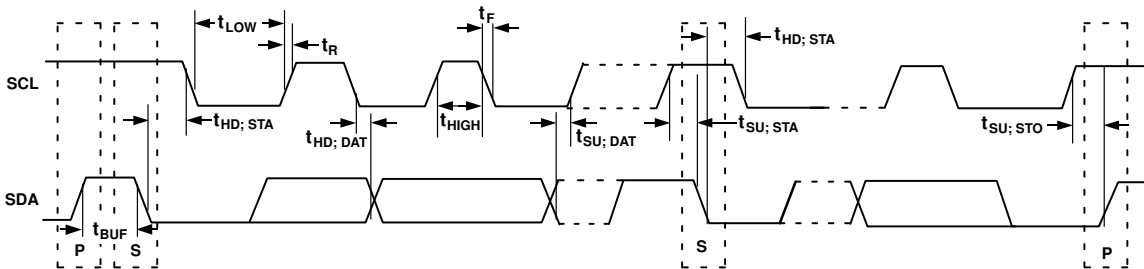 tLOW
tR
tF
tHD; STA
SCL
tHD; STA
tHD; DAT
tHIGH
tSU; DAT
tSU; STA
tSU; STO
SDA
tBUF
P
S
S
P